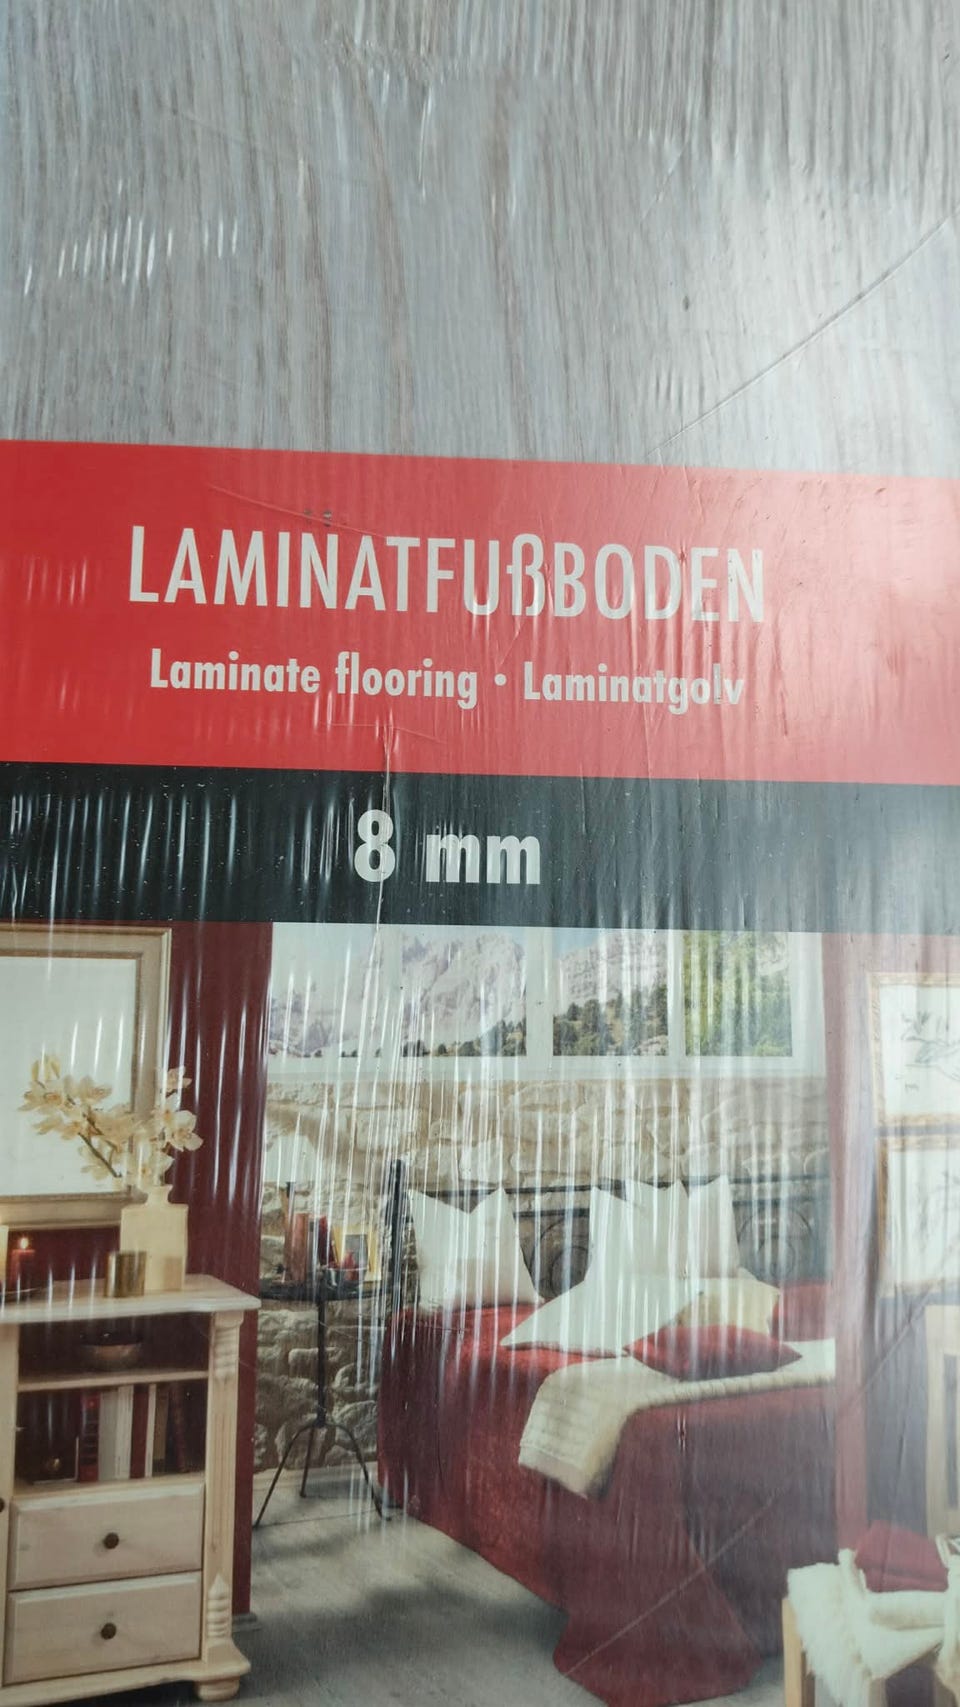 LAMINATFUßBODEN
Laminate flooring • Laminatgolv
8 mm